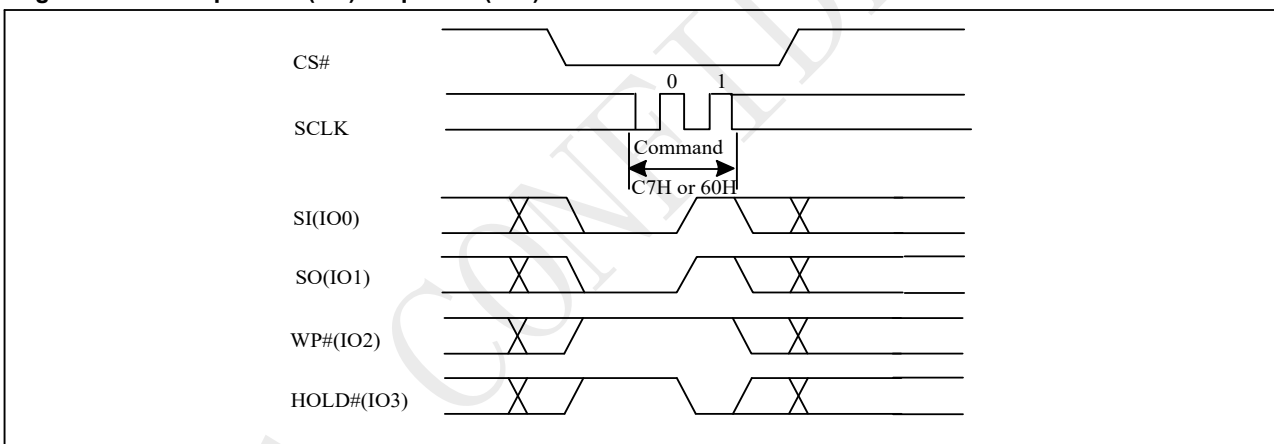 CS#
0 1
SCLK
Command
C7H or 60H
SI(IO0)
SO(IO1)
WP#(IO2)
HOLD#(IO3)